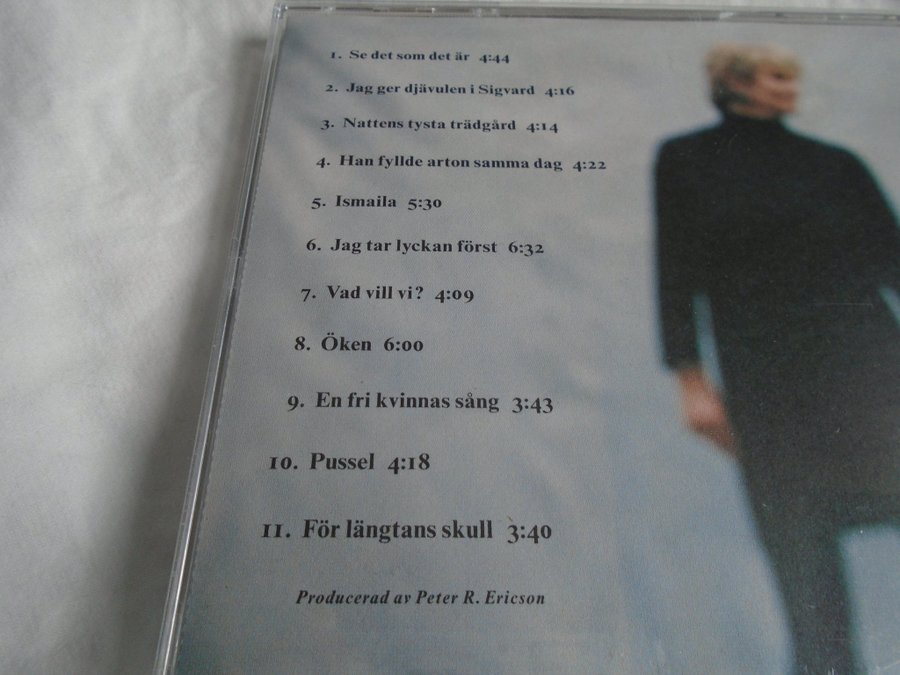 1. Se det som det är 4:44
2. Jag ger djävulen i Sigvard 4:16
3. Nattens tysta trädgård 4:14
4. Han fyllde arton samma dag 4:22
5. Ismaila 5:30
6. Jag tar lyckan först 6:32
7. Vad vill vi? 4:09
8. Öken 6:00
9. En fri kvinnas sång 3:43
10. Pussel 4:18
11. För längtans skull 3:40
Producerad av Peter R. Ericson